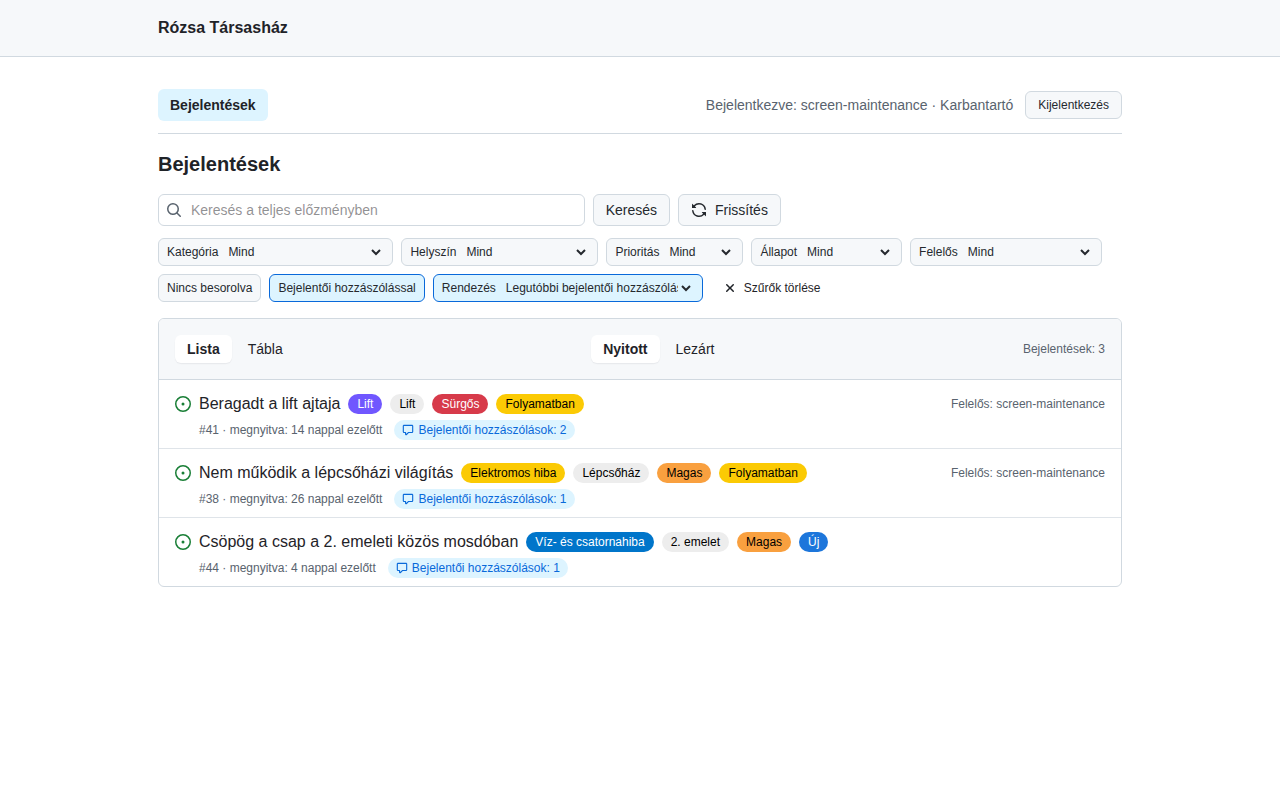 Rózsa Társasház
Bejelentések
Bejelentkezve: screen-maintenance · Karbantartó
Kijelentkezés
Bejelentések
Keresés a teljes előzményben
Keresés
Frissítés
Kategória Mind
Helyszín Mind
Prioritás Mind
Állapot Mind
Felelős Mind
Nincs besorolva
Bejelentői hozzászólással
Rendezés Legutóbbi bejelentői hozzászólás
Szűrők törlése
Lista
Tábla
Nyitott
Lezárt
Bejelentések: 3
Beragadt a lift ajtaja Lift Lift Sürgős Folyamatban
Felelős: screen-maintenance
#41 · megnyitva: 14 nappal ezelőtt Bejelentői hozzászólások: 2
Nem működik a lépcsőházi világítás Elektromos hiba Lépcsőház Magas Folyamatban
Felelős: screen-maintenance
#38 · megnyitva: 26 nappal ezelőtt Bejelentői hozzászólások: 1
Csöpög a csap a 2. emeleti közös mosdóban Víz- és csatornahiba 2. emelet Magas Új
#44 · megnyitva: 4 nappal ezelőtt Bejelentői hozzászólások: 1